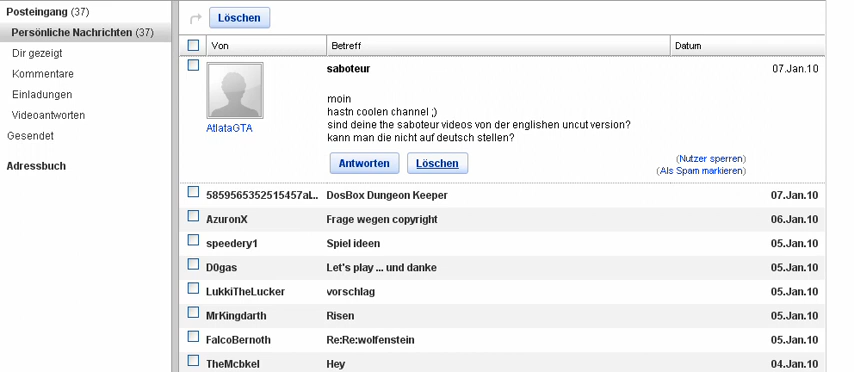 Posteingang (37)
Persönliche Nachrichten (37)
Dir gezeigt
Kommentare
Einladungen
Videoantworten
Gesendet
Adressbuch
Löschen
Von Betreff Datum
saboteur 07.Jan.10
AtlataGTA
moin
hastn coolen channel ;)
sind deine the saboteur videos von der englishen uncut version?
kann man die nicht auf deutsch stellen?
Antworten Löschen (Nutzer sperren)
(Als Spam markieren)
5859565352515457al... DosBox Dungeon Keeper 07.Jan.10
AzuronX Frage wegen copyright 06.Jan.10
speedery1 Spiel ideen 05.Jan.10
D0gas Let's play ... und danke 05.Jan.10
LukkiTheLucker vorschlag 05.Jan.10
MrKingdarth Risen 05.Jan.10
FalcoBernoth Re:Re:wolfenstein 05.Jan.10
TheMcbkel Hey 04.Jan.10